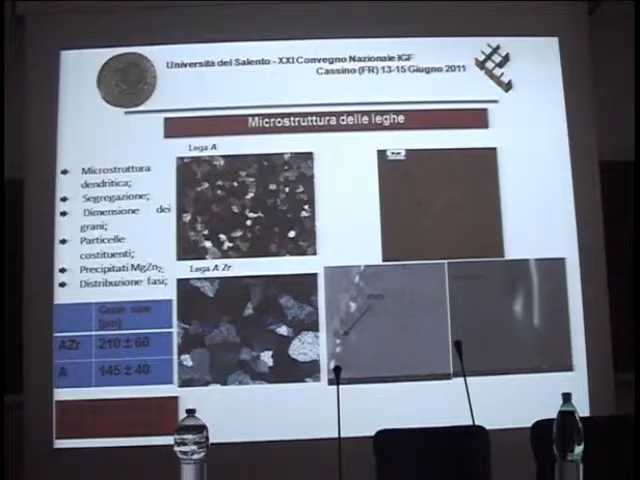 Università del Salento - XXI Convegno Nazionale IGF
Cassino (FR) 13-15 Giugno 2011
Microstruttura delle leghe
Lega A
Microstruttura
dendritica;
Segregazione;
Dimensione dei
grani;
Particelle
costituenti;
Precipitati MgZn₂;
Distribuzione fasi;
Lega AZr
Grain size
[μm]
AZr 210 ± 60
A 145 ± 40